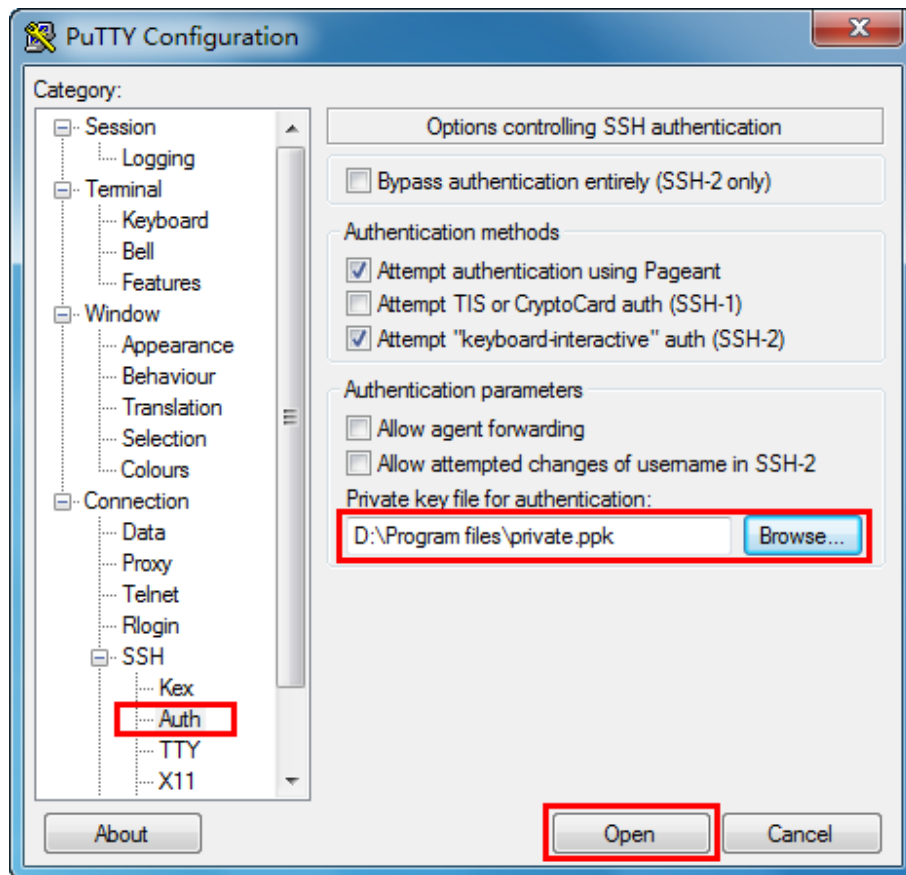 PuTTY Configuration
Category:
Session
Logging
Terminal
Keyboard
Bell
Features
Window
Appearance
Behaviour
Translation
Selection
Colours
Connection
Data
Proxy
Telnet
Rlogin
SSH
Kex
Auth
TTY
X11
Options controlling SSH authentication
Bypass authentication entirely (SSH-2 only)
Authentication methods
Attempt authentication using Pageant
Attempt TIS or CryptoCard auth (SSH-1)
Attempt "keyboard-interactive" auth (SSH-2)
Authentication parameters
Allow agent forwarding
Allow attempted changes of username in SSH-2
Private key file for authentication:
D:\Program files\private.ppk Browse...
About Open Cancel